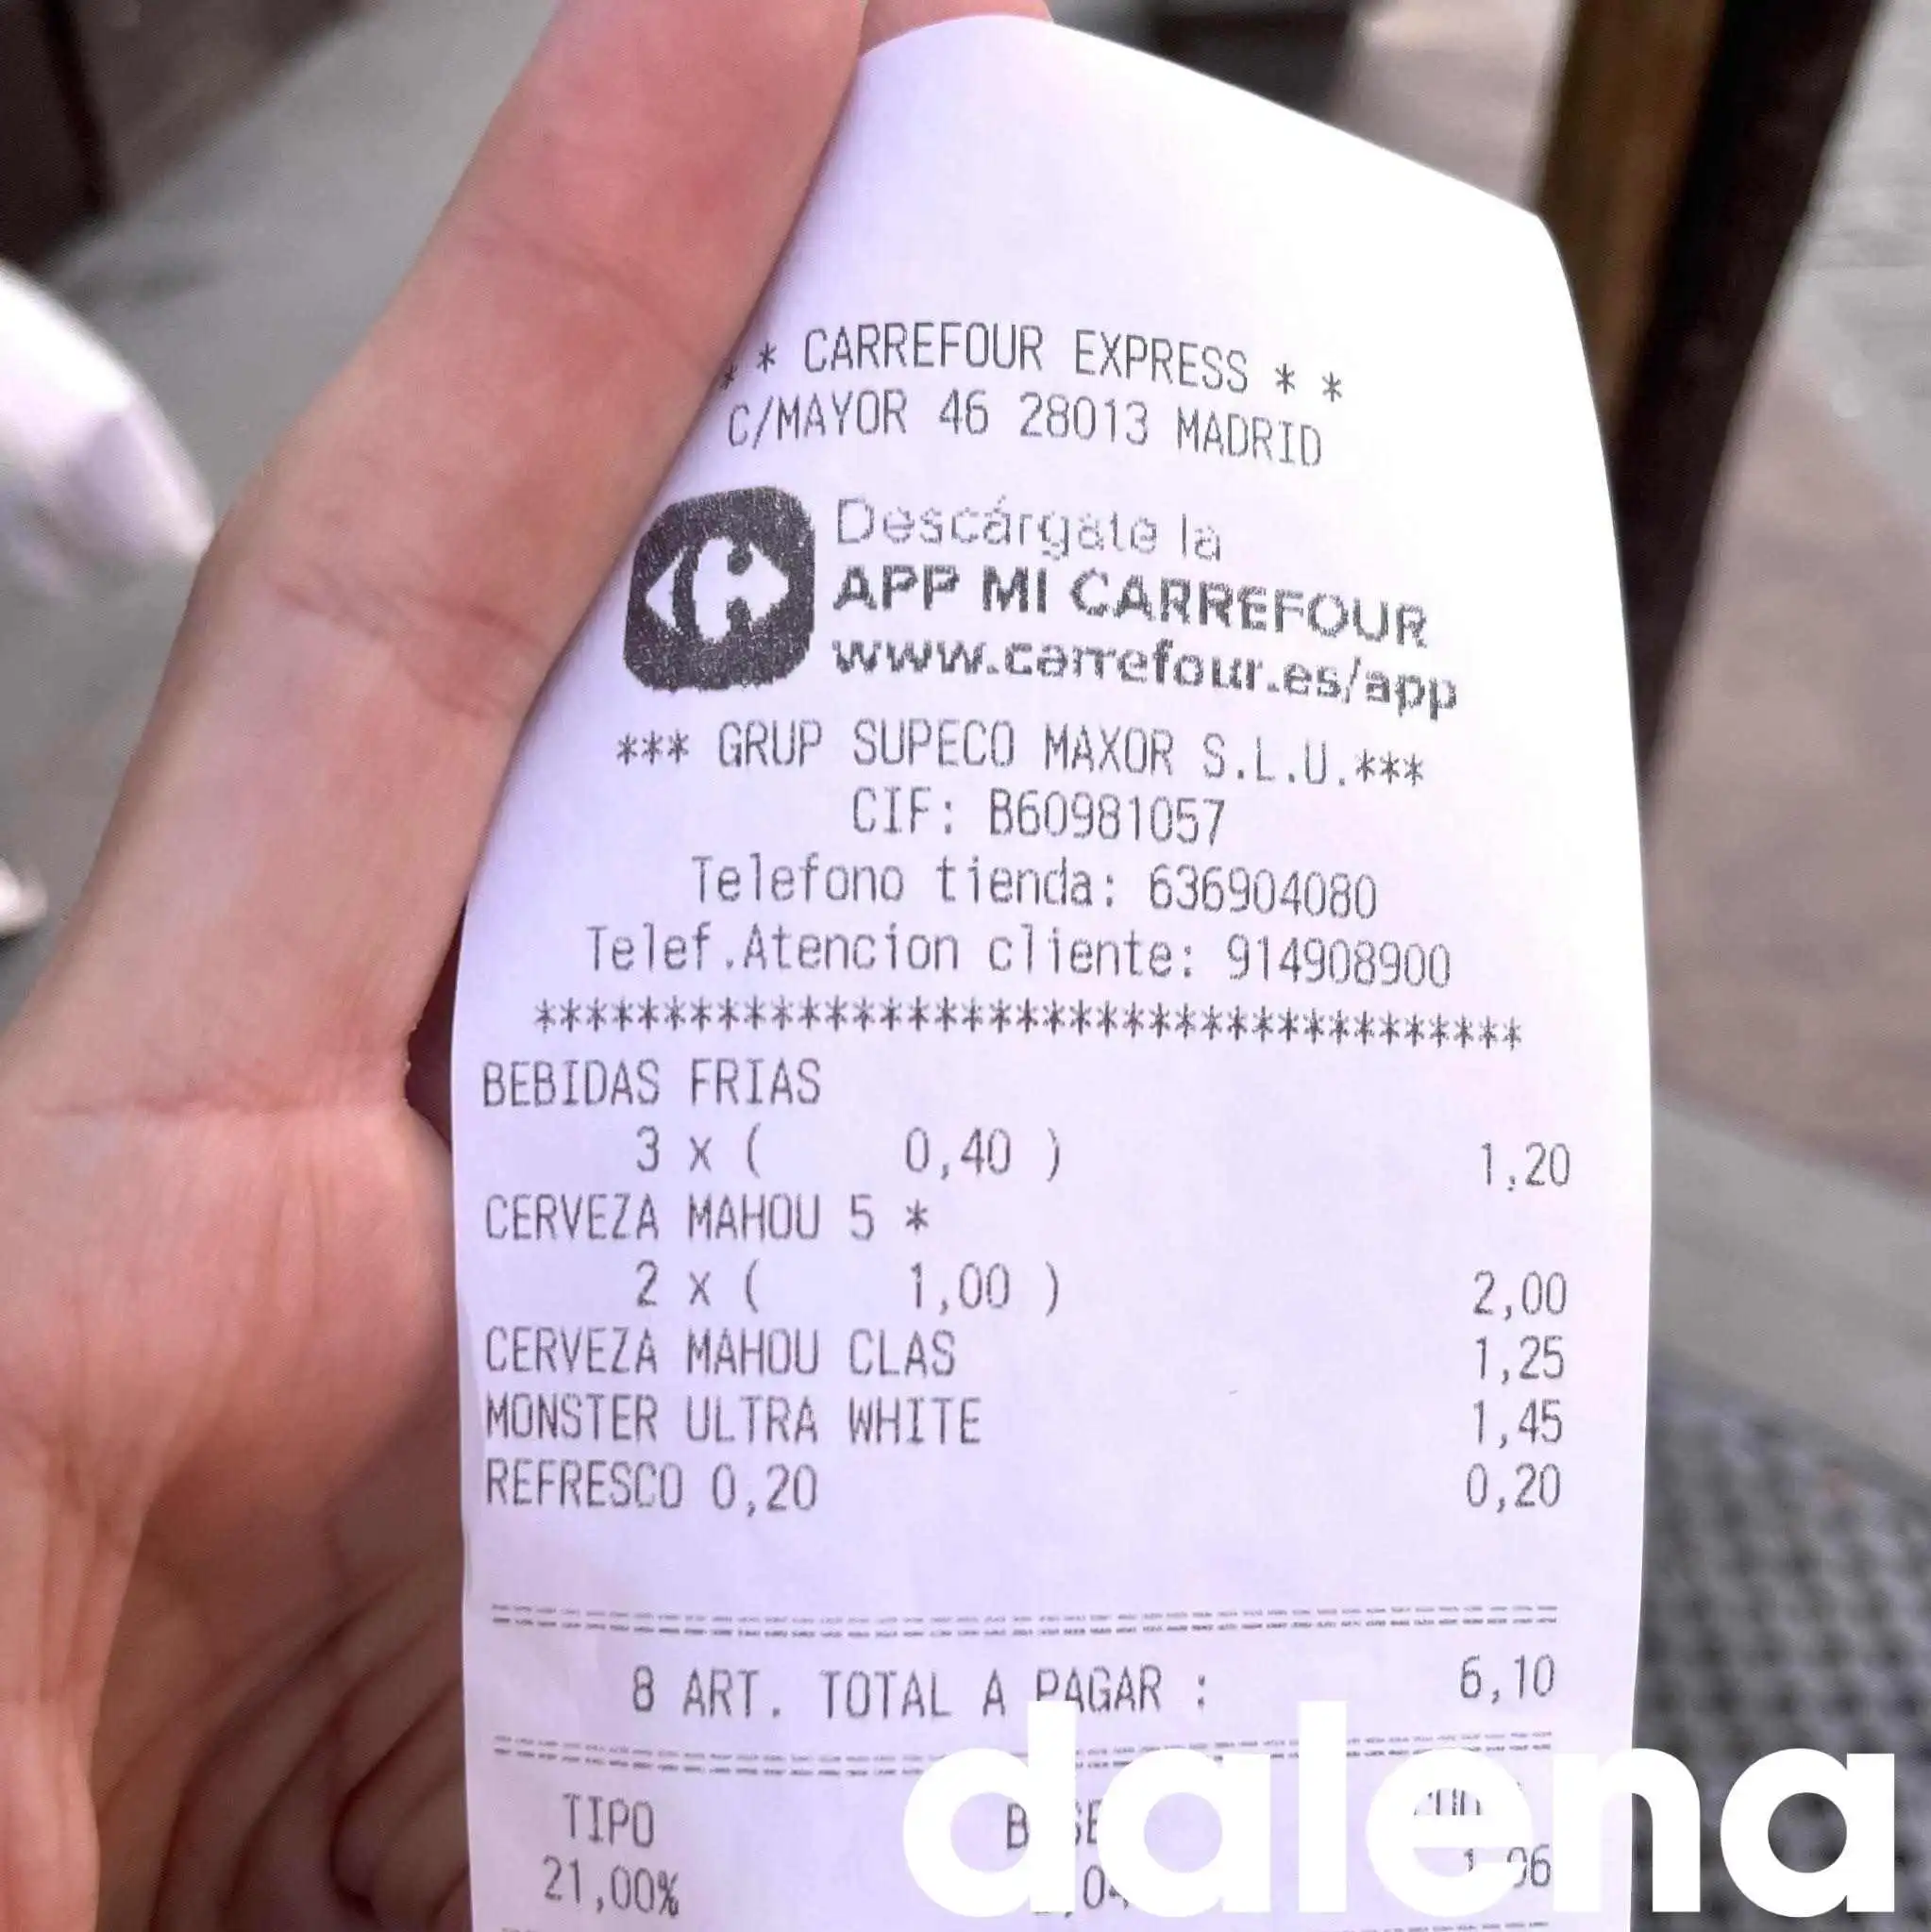 * * CARREFOUR EXPRESS * *
C/MAYOR 46 28013 MADRID
Descárgate la
APP MI CARREFOUR
www.carrefour.es/app
*** GRUP SUPECO MAXOR S.L.U.***
CIF: B60981057
Telefono tienda: 636904080
Telef.Atencion cliente: 914908900
*************************************
BEBIDAS FRIAS
3 x ( 0,40 ) 1,20
CERVEZA MAHOU 5 *
2 x ( 1,00 ) 2,00
CERVEZA MAHOU CLAS 1,25
MONSTER ULTRA WHITE 1,45
REFRESCO 0,20 0,20
8 ART. TOTAL A PAGAR : 6,10
TIPO
21,00%
dalena